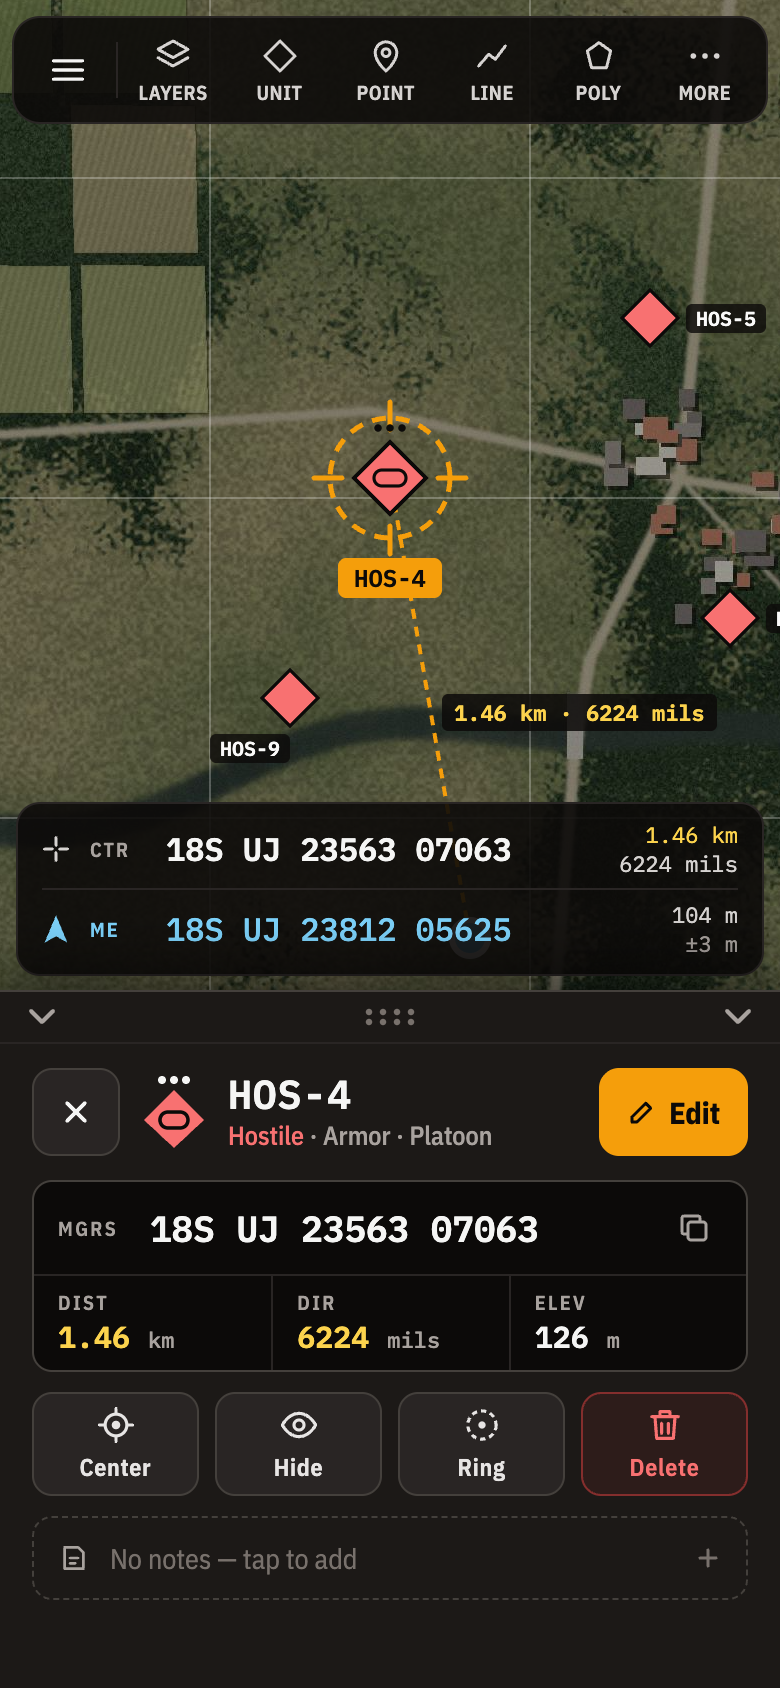 LAYERS
UNIT
POINT
LINE
POLY
MORE
HOS-5
HOS-4
1.46 km · 6224 mils
HOS-9
CTR 18S UJ 23563 07063 1.46 km
6224 mils
ME 18S UJ 23812 05625 104 m
±3 m
HOS-4
Hostile · Armor · Platoon
Edit
MGRS 18S UJ 23563 07063
DIST DIR ELEV
1.46 km 6224 mils 126 m
Center Hide Ring Delete
No notes — tap to add